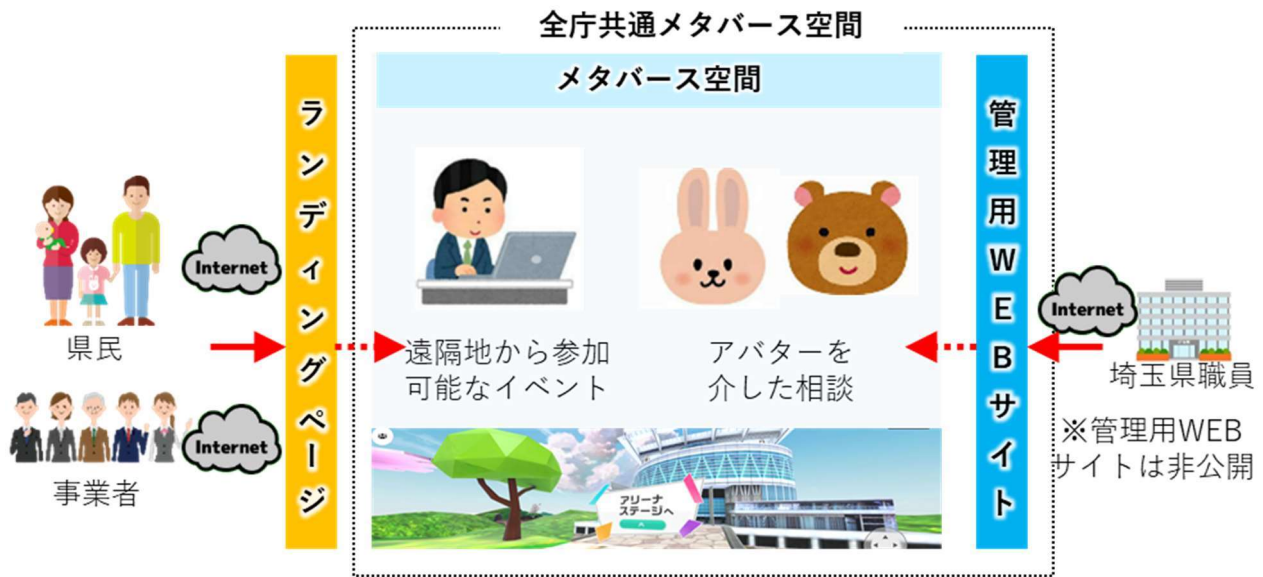 全庁共通メタバース空間
メタバース空間
ランディングページ
管理用WEBサイト
Internet
県民
Internet
事業者
遠隔地から参加
可能なイベント
アバターを
介した相談
アリーナ
ステージへ
Internet
埼玉県職員
※管理用WEB
サイトは非公開